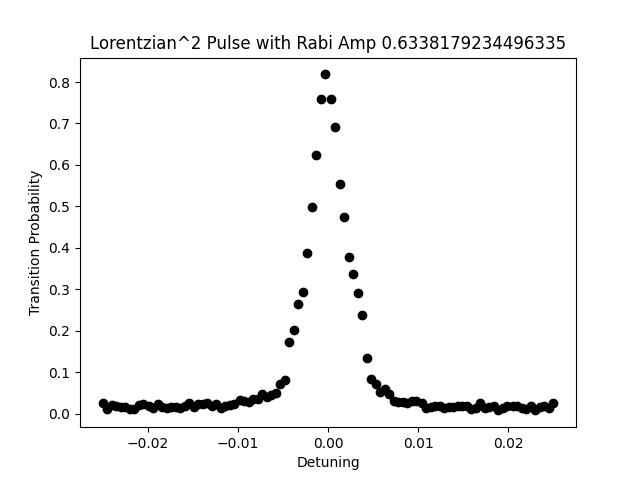 Lorentzian^2 Pulse with Rabi Amp 0.6338179234496335
0.8
0.7
0.6
0.5
0.4
0.3
0.2
0.1
0.0
Transition Probability
−0.02 −0.01 0.00 0.01 0.02
Detuning